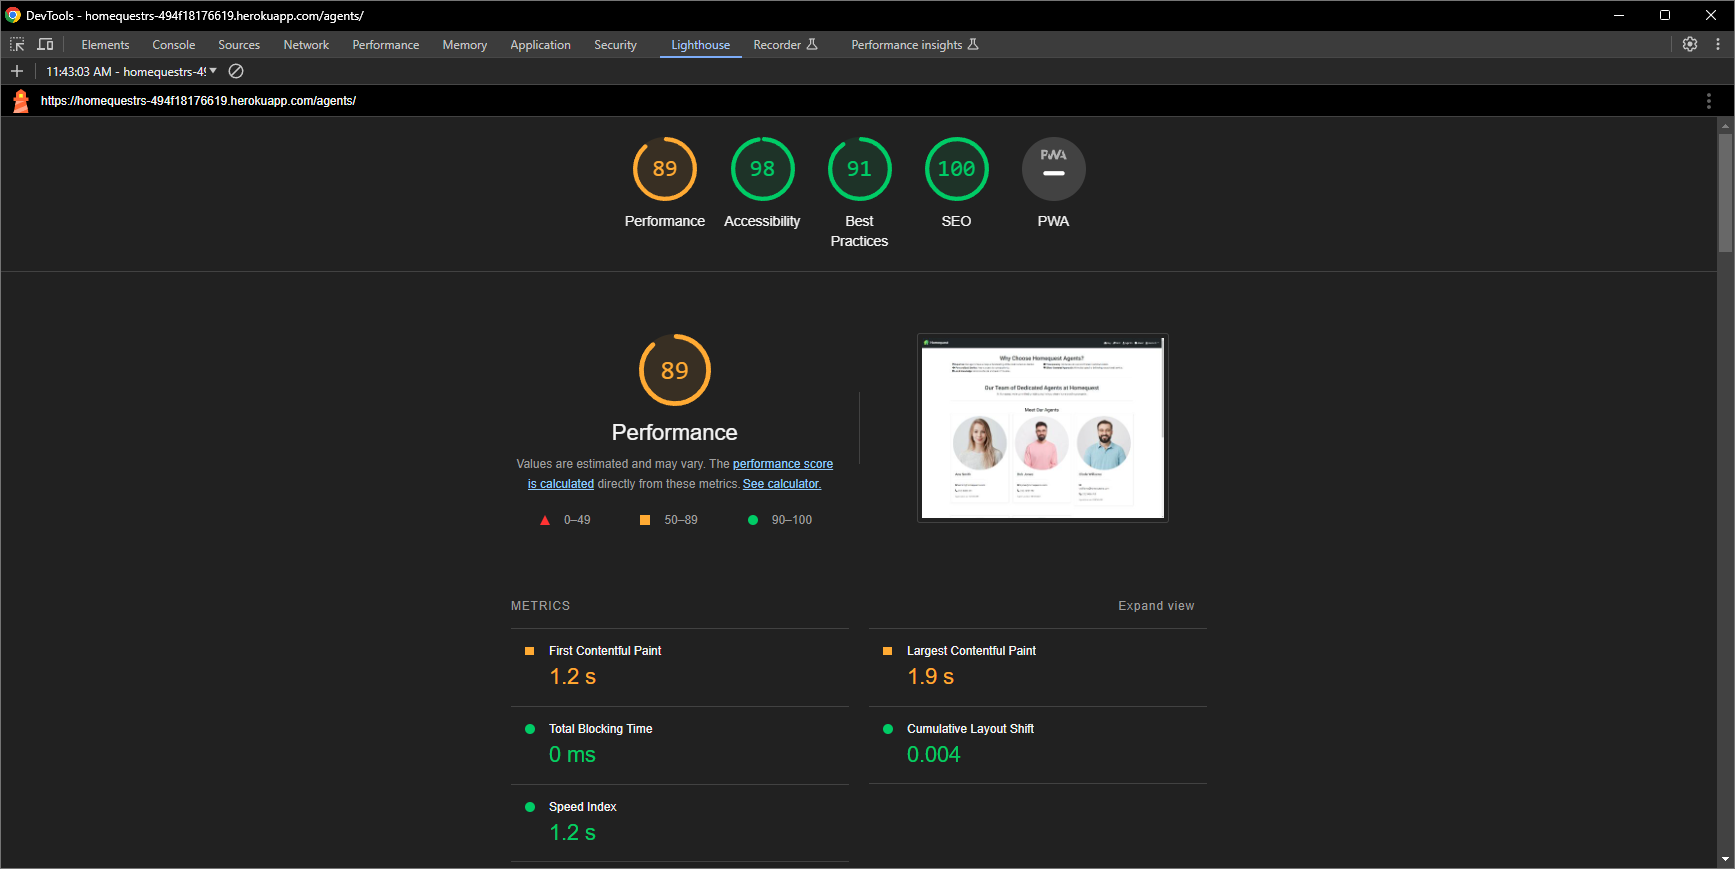 DevTools - homequestrs-494f18176619.herokuapp.com/agents/
Elements Console Sources Network Performance Memory Application Security Lighthouse Recorder Performance insights
11:43:03 AM - homequestrs-49
https://homequestrs-494f18176619.herokuapp.com/agents/
89 98 91 100 PWA
Performance Accessibility Best Practices SEO PWA
Homequest
Why Choose Homequest Agents?
Our Team of Dedicated Agents at Homequest
Meet Our Agents
89
Performance
Values are estimated and may vary. The performance score
is calculated directly from these metrics. See calculator.
0–49 50–89 90–100
METRICS Expand view
First Contentful Paint
1.2 s
Largest Contentful Paint
1.9 s
Total Blocking Time
0 ms
Cumulative Layout Shift
0.004
Speed Index
1.2 s